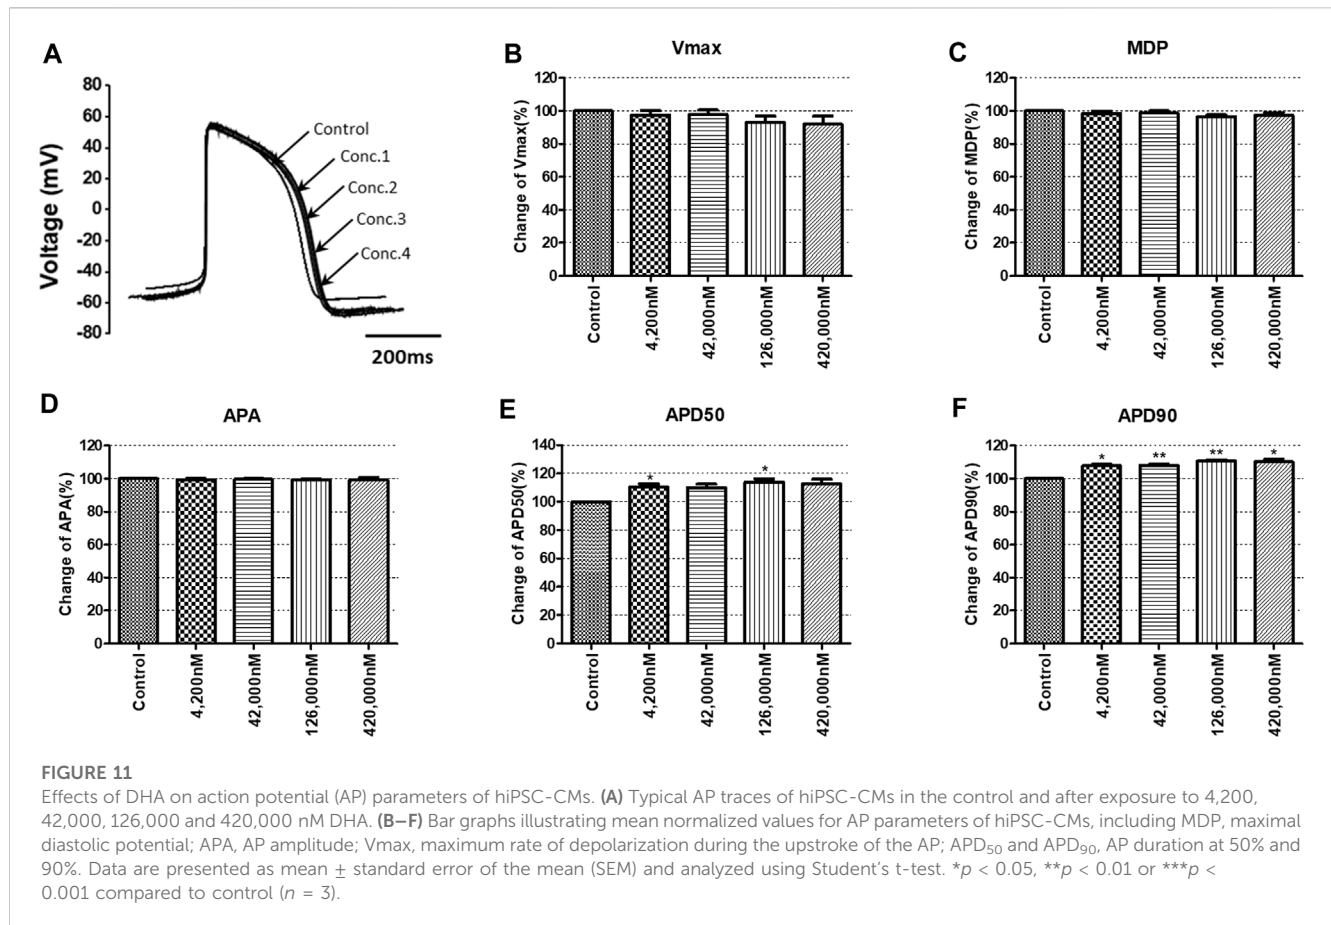 A
80
60
40
20
0
-20
-40
-60
-80
Voltage (mV)
Control
Conc.1
Conc.2
Conc.3
Conc.4
200ms
B
Vmax
120
100
80
60
40
20
0
Change of Vmax(%)
Control
4,200nM
42,000nM
126,000nM
420,000nM
C
MDP
120
100
80
60
40
20
0
Change of MDP(%)
Control
4,200nM
42,000nM
126,000nM
420,000nM
D
APA
120
100
80
60
40
20
0
Change of APA(%)
Control
4,200nM
42,000nM
126,000nM
420,000nM
E
APD50
140
120
100
80
60
40
20
0
Change of APD50(%)
*
*
Control
4,200nM
42,000nM
126,000nM
420,000nM
F
APD90
120
100
80
60
40
20
0
Change of APD90(%)
*
**
**
*
Control
4,200nM
42,000nM
126,000nM
420,000nM
FIGURE 11
Effects of DHA on action potential (AP) parameters of hiPSC-CMs. (A) Typical AP traces of hiPSC-CMs in the control and after exposure to 4,200,
42,000, 126,000 and 420,000 nM DHA. (B–F) Bar graphs illustrating mean normalized values for AP parameters of hiPSC-CMs, including MDP, maximal
diastolic potential; APA, AP amplitude; Vmax, maximum rate of depolarization during the upstroke of the AP; APD50 and APD90, AP duration at 50% and
90%. Data are presented as mean ± standard error of the mean (SEM) and analyzed using Student's t-test. *p < 0.05, **p < 0.01 or ***p <
0.001 compared to control (n = 3).